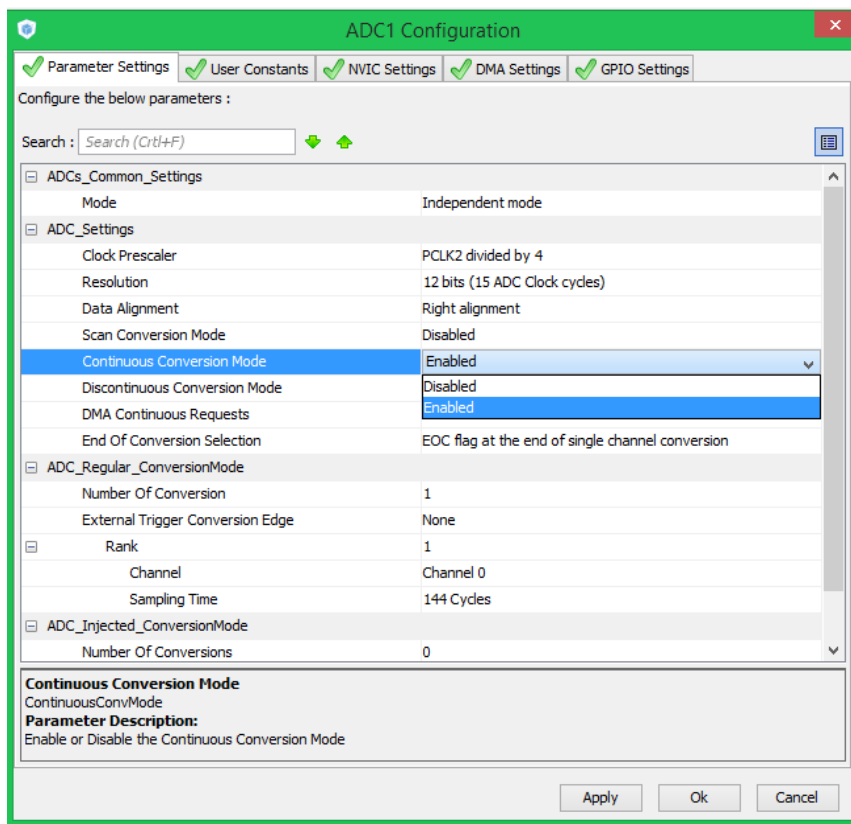 ADC1 Configuration
Parameter Settings User Constants NVIC Settings DMA Settings GPIO Settings
Configure the below parameters :
Search : Search (Crtl+F)
ADCs_Common_Settings
Mode Independent mode
ADC_Settings
Clock Prescaler PCLK2 divided by 4
Resolution 12 bits (15 ADC Clock cycles)
Data Alignment Right alignment
Scan Conversion Mode Disabled
Continuous Conversion Mode Enabled
Discontinuous Conversion Mode Disabled
DMA Continuous Requests Enabled
End Of Conversion Selection EOC flag at the end of single channel conversion
ADC_Regular_ConversionMode
Number Of Conversion 1
External Trigger Conversion Edge None
Rank 1
Channel Channel 0
Sampling Time 144 Cycles
ADC_Injected_ConversionMode
Number Of Conversions 0
Continuous Conversion Mode
ContinuousConvMode
Parameter Description:
Enable or Disable the Continuous Conversion Mode
Apply Ok Cancel